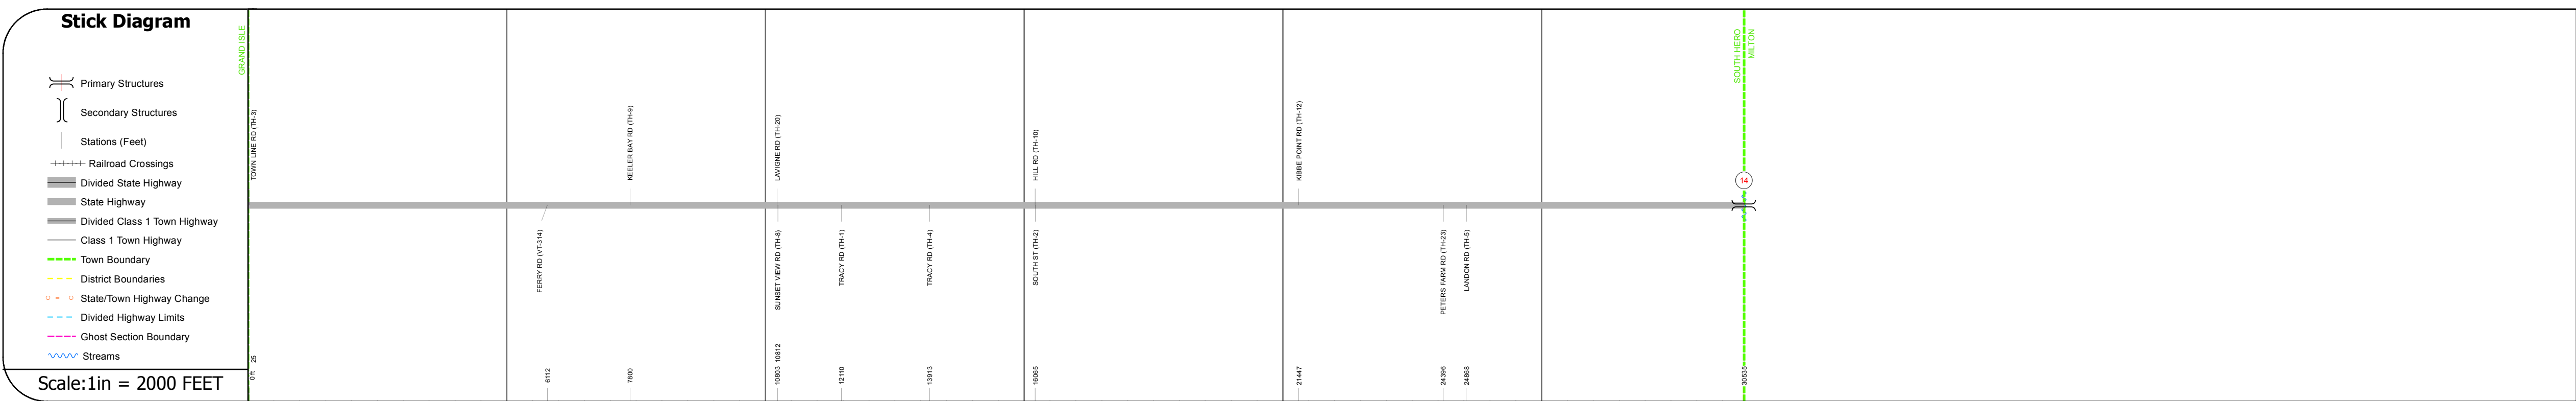 Stick Diagram
Primary Structures
Secondary Structures
Stations (Feet)
Railroad Crossings
Divided State Highway
State Highway
Divided Class 1 Town Highway
Class 1 Town Highway
Town Boundary
District Boundaries
State/Town Highway Change
Divided Highway Limits
Ghost Section Boundary
Streams
Scale:1in = 2000 FEET
GRAND ISLE
SOUTH HERO
MILTON
TOWN LINE RD (TH-3)
KEELER BAY RD (TH-9)
LAVIGNE RD (TH-20)
HILL RD (TH-10)
KIBBE POINT RD (TH-12)
14
FERRY RD (VT-314)
SUNSET VIEW RD (TH-8)
TRACY RD (TH-1)
TRACY RD (TH-4)
SOUTH ST (TH-2)
PETERS FARM RD (TH-23)
LANDON RD (TH-5)
0 ft 25
6112
7800
10803 10812
12110
13913
16065
21447
24396
24868
30535